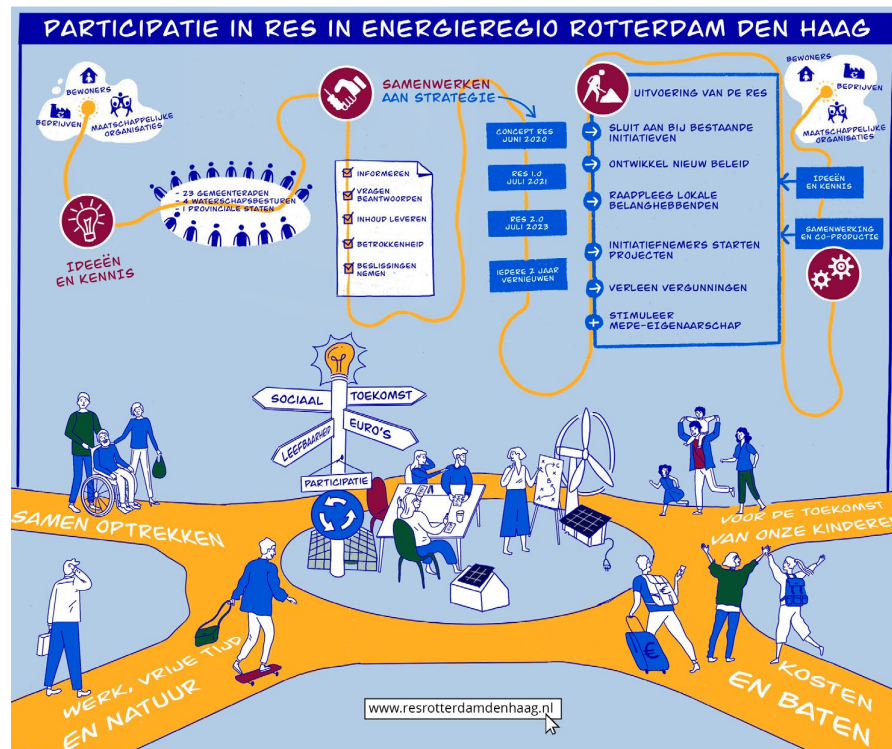 PARTICIPATIE IN RES IN ENERGIEREGIO ROTTERDAM DEN HAAG
BEWONERS
BEDRIJVEN
MAATSCHAPPELIJKE
ORGANISATIES
IDEEËN
EN KENNIS
- 23 GEMEENTERADEN
- 4 WATERSCHAPSBESTUREN
- 1 PROVINCIALE STATEN
SAMENWERKEN
AAN STRATEGIE
INFORMEREN
VRAGEN
BEANTWOORDEN
INHOUD LEVEREN
BETROKKENHEID
BESLISSINGEN
NEMEN
CONCEPT RES
JUNI 2020
RES 1.0
JULI 2021
RES 2.0
JULI 2023
IEDERE 2 JAAR
VERNIEUWEN
UITVOERING VAN DE RES
SLUIT AAN BIJ BESTAANDE
INITIATIEVEN
ONTWIKKEL NIEUW BELEID
RAADPLEEG LOKALE
BELANGHEBBENDEN
INITIATIEFNEMERS STARTEN
PROJECTEN
VERLEEN VERGUNNINGEN
STIMULEER
MEDE-EIGENAARSCHAP
BEWONERS
BEDRIJVEN
MAATSCHAPPELIJKE
ORGANISATIES
IDEEËN
EN KENNIS
SAMENWERKING
EN CO-PRODUCTIE
SOCIAAL
TOEKOMST
LEEFBAARHEID
EURO'S
PARTICIPATIE
SAMEN OPTREKKEN
VOOR DE TOEKOMST
VAN ONZE KINDERE
WERK, VRIJE TIJD
EN NATUUR
€
KOSTEN
EN BATEN
www.resrotterdamdenhaag.nl